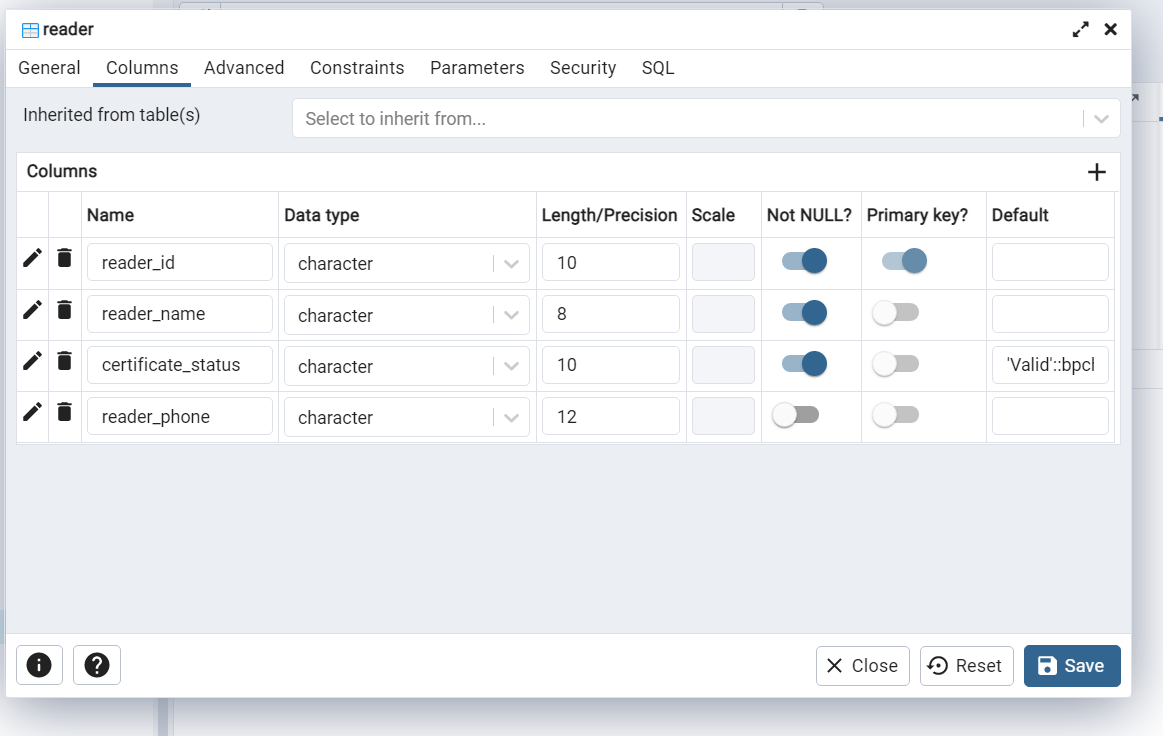 reader
General Columns Advanced Constraints Parameters Security SQL
Inherited from table(s) Select to inherit from...
Columns
Name Data type Length/Precision Scale Not NULL? Primary key? Default
reader_id character 10
reader_name character 8
certificate_status character 10 'Valid'::bpcl
reader_phone character 12
Close Reset Save